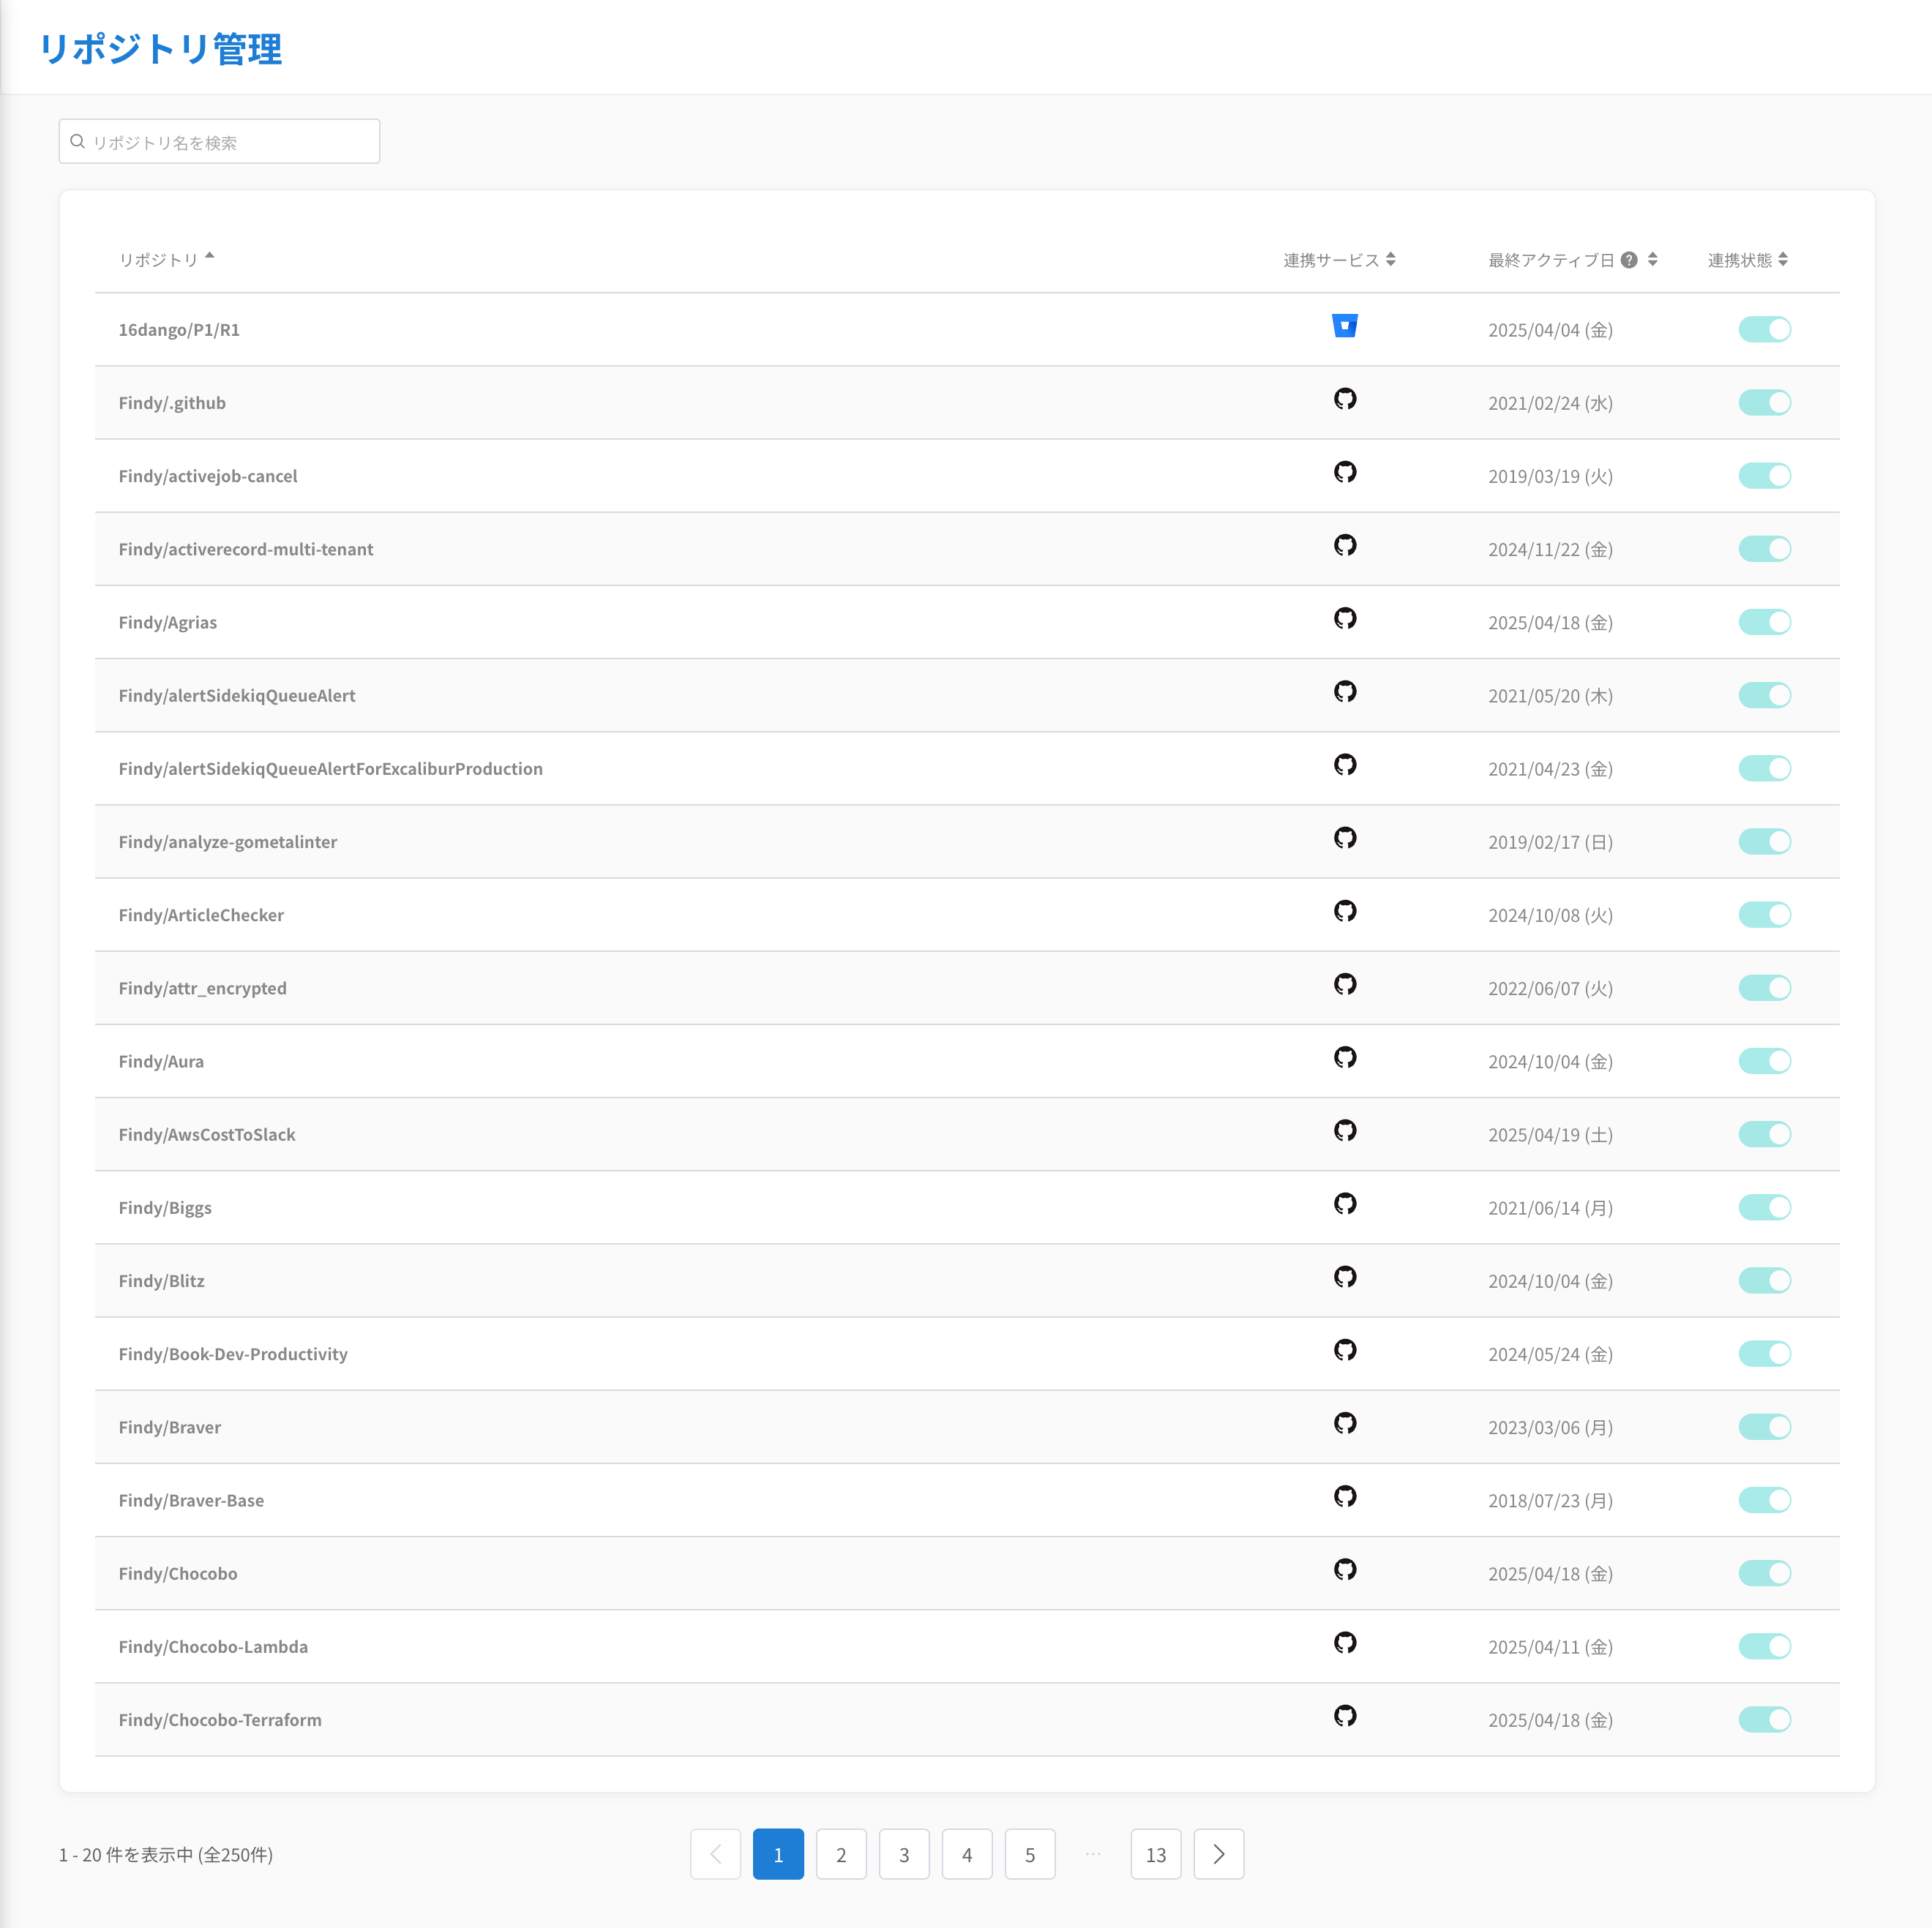 リポジトリ管理
リポジトリ名を検索
リポジトリ 連携サービス 最終アクティブ日 ? 連携状態
16dango/P1/R1 2025/04/04 (金)
Findy/.github 2021/02/24 (水)
Findy/activejob-cancel 2019/03/19 (火)
Findy/activerecord-multi-tenant 2024/11/22 (金)
Findy/Agrias 2025/04/18 (金)
Findy/alertSidekiqQueueAlert 2021/05/20 (木)
Findy/alertSidekiqQueueAlertForExcaliburProduction 2021/04/23 (金)
Findy/analyze-gometalinter 2019/02/17 (日)
Findy/ArticleChecker 2024/10/08 (火)
Findy/attr_encrypted 2022/06/07 (火)
Findy/Aura 2024/10/04 (金)
Findy/AwsCostToSlack 2025/04/19 (土)
Findy/Biggs 2021/06/14 (月)
Findy/Blitz 2024/10/04 (金)
Findy/Book-Dev-Productivity 2024/05/24 (金)
Findy/Braver 2023/03/06 (月)
Findy/Braver-Base 2018/07/23 (月)
Findy/Chocobo 2025/04/18 (金)
Findy/Chocobo-Lambda 2025/04/11 (金)
Findy/Chocobo-Terraform 2025/04/18 (金)
1 - 20 件を表示中 (全250件) 1 2 3 4 5 ··· 13